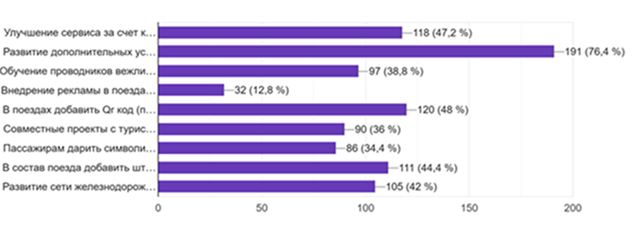 Улучшение сервиса за счет к… 118 (47,2 %)
Развитие дополнительных ус… 191 (76,4 %)
Обучение проводников вежли… 97 (38,8 %)
Внедрение рекламы в поезда… 32 (12,8 %)
В поездах добавить Qr код (п… 120 (48 %)
Совместные проекты с турис… 90 (36 %)
Пассажирам дарить символи… 86 (34,4 %)
В состав поезда добавить шт… 111 (44,4 %)
Развитие сети железнодорож… 105 (42 %)
0 50 100 150 200